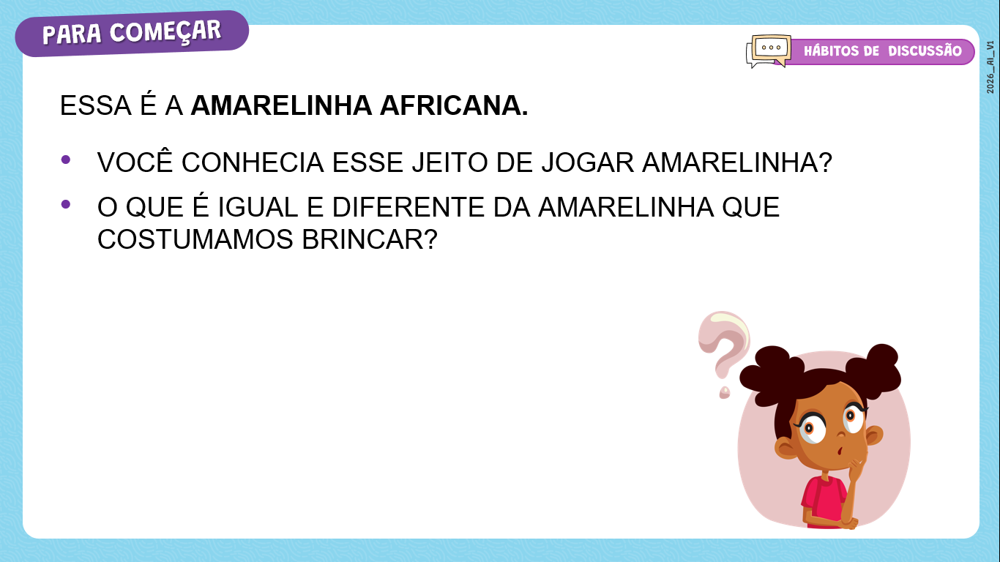 PARA COMEÇAR
HÁBITOS DE DISCUSSÃO
2026_AI_V1
ESSA É A AMARELINHA AFRICANA.
• VOCÊ CONHECIA ESSE JEITO DE JOGAR AMARELINHA?
• O QUE É IGUAL E DIFERENTE DA AMARELINHA QUE
COSTUMAMOS BRINCAR?